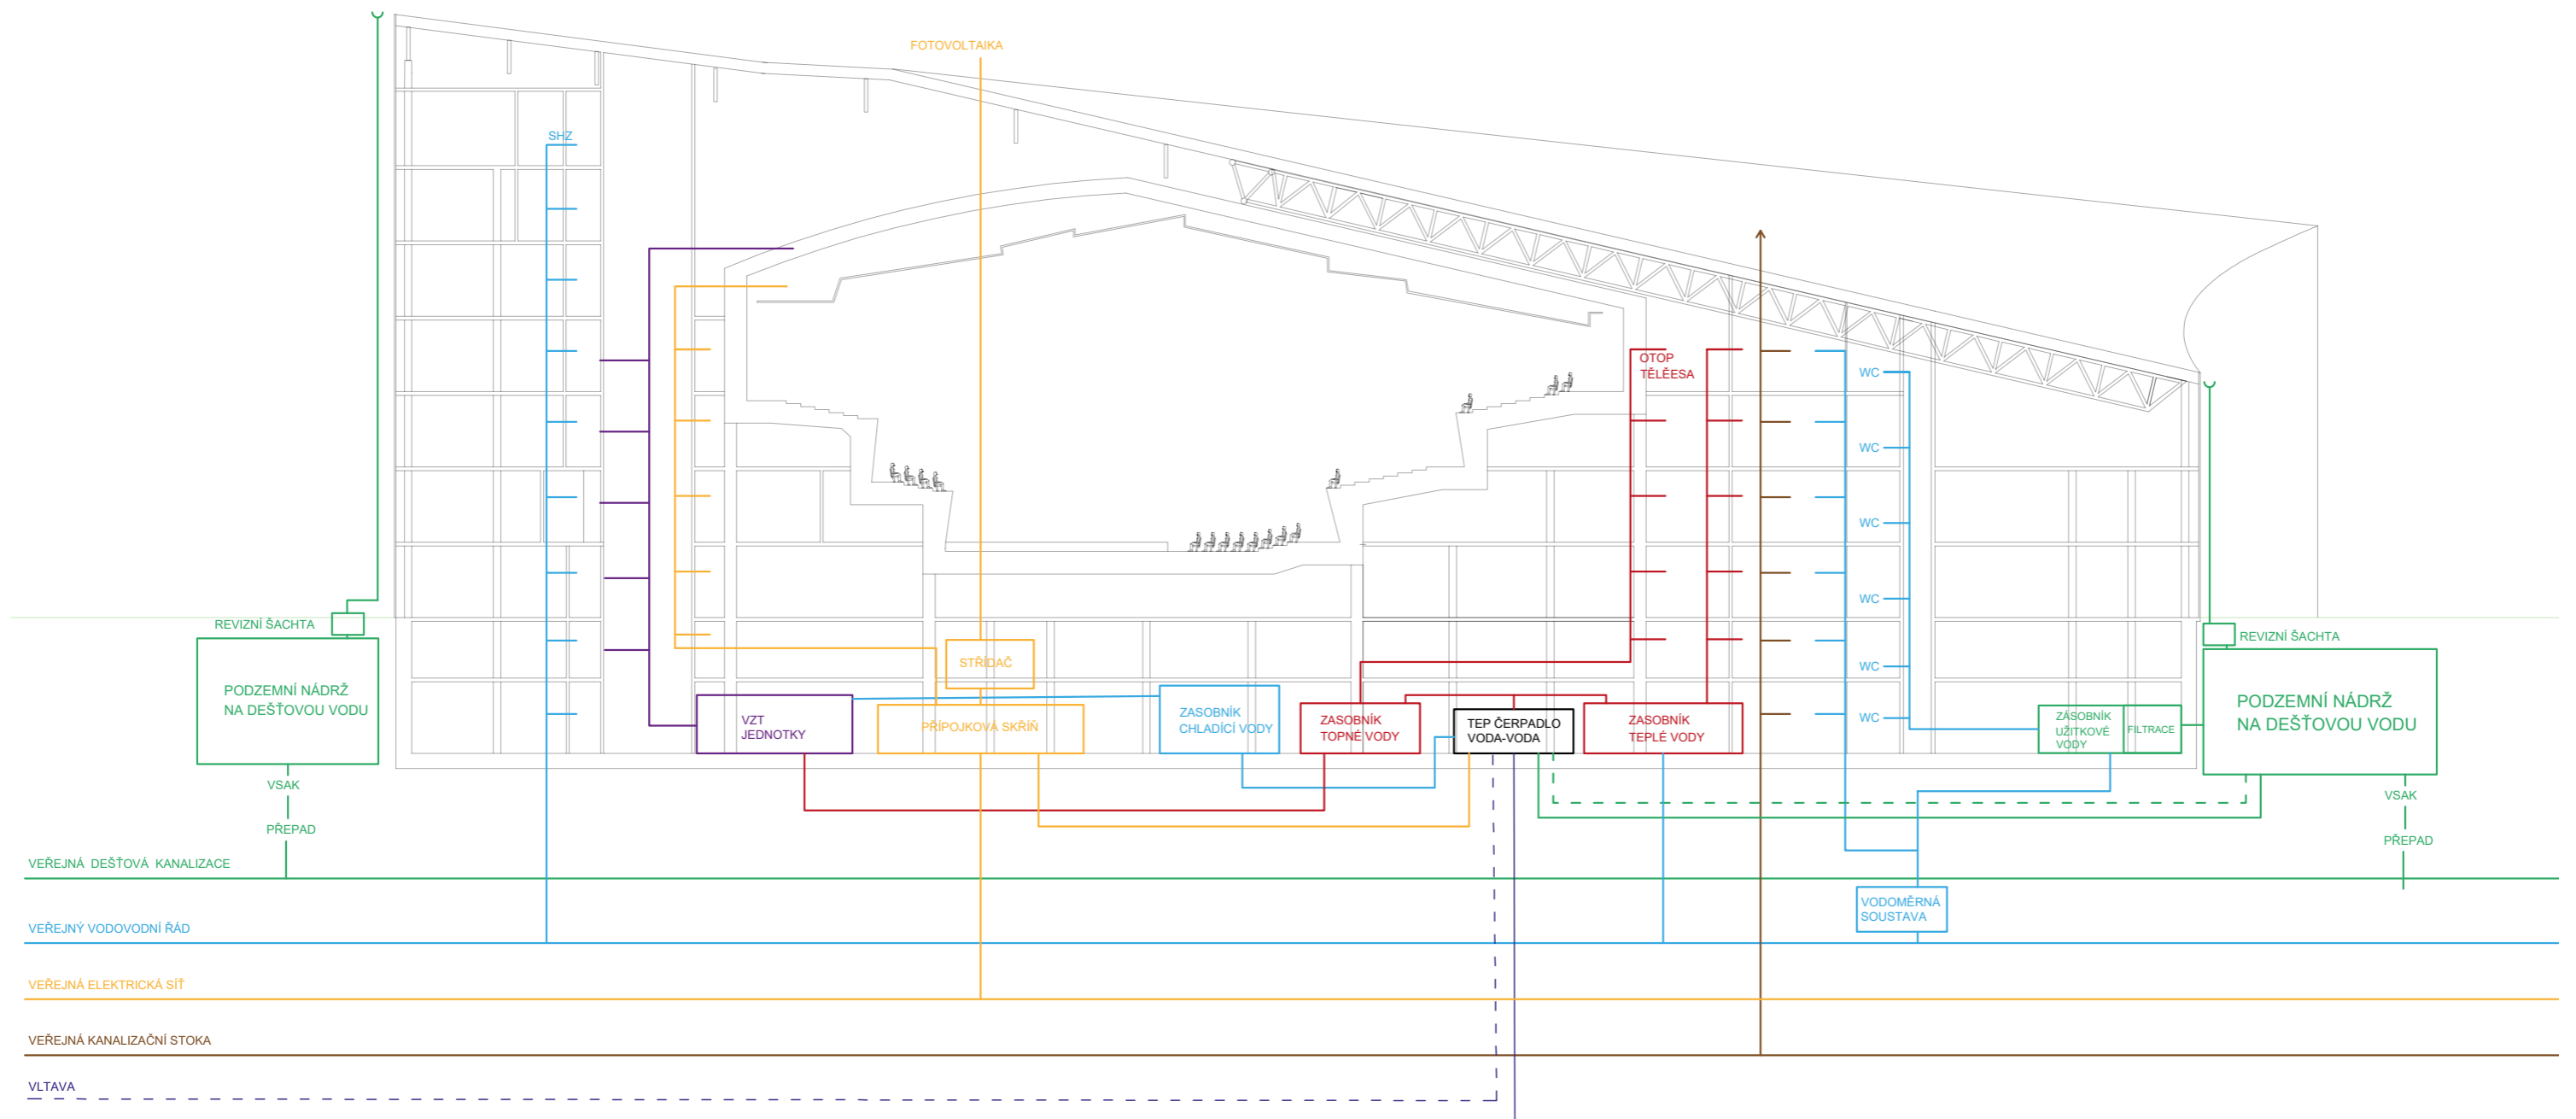 FOTOVOLTAIKA
SHZ
OTOP
TĚLĚESA
WC
WC
WC
WC
WC
WC
REVIZNÍ ŠACHTA
PODZEMNÍ NÁDRŽ
NA DEŠŤOVOU VODU
VSAK
PŘEPAD
STŘÍDAČ
VZT
JEDNOTKY
PŘÍPOJKOVÁ SKŘÍŇ
ZASOBNÍK
CHLADÍCÍ VODY
ZASOBNÍK
TOPNÉ VODY
TEP ČERPADLO
VODA-VODA
ZASOBNÍK
TEPLÉ VODY
ZÁSOBNÍK
UŽITKOVÉ
VODY
FILTRACE
REVIZNÍ ŠACHTA
PODZEMNÍ NÁDRŽ
NA DEŠŤOVOU VODU
VSAK
PŘEPAD
VODOMĚRNÁ
SOUSTAVA
VEŘEJNÁ DEŠŤOVÁ KANALIZACE
VEŘEJNÝ VODOVODNÍ ŘÁD
VEŘEJNÁ ELEKTRICKÁ SÍŤ
VEŘEJNÁ KANALIZAČNÍ STOKA
VLTAVA